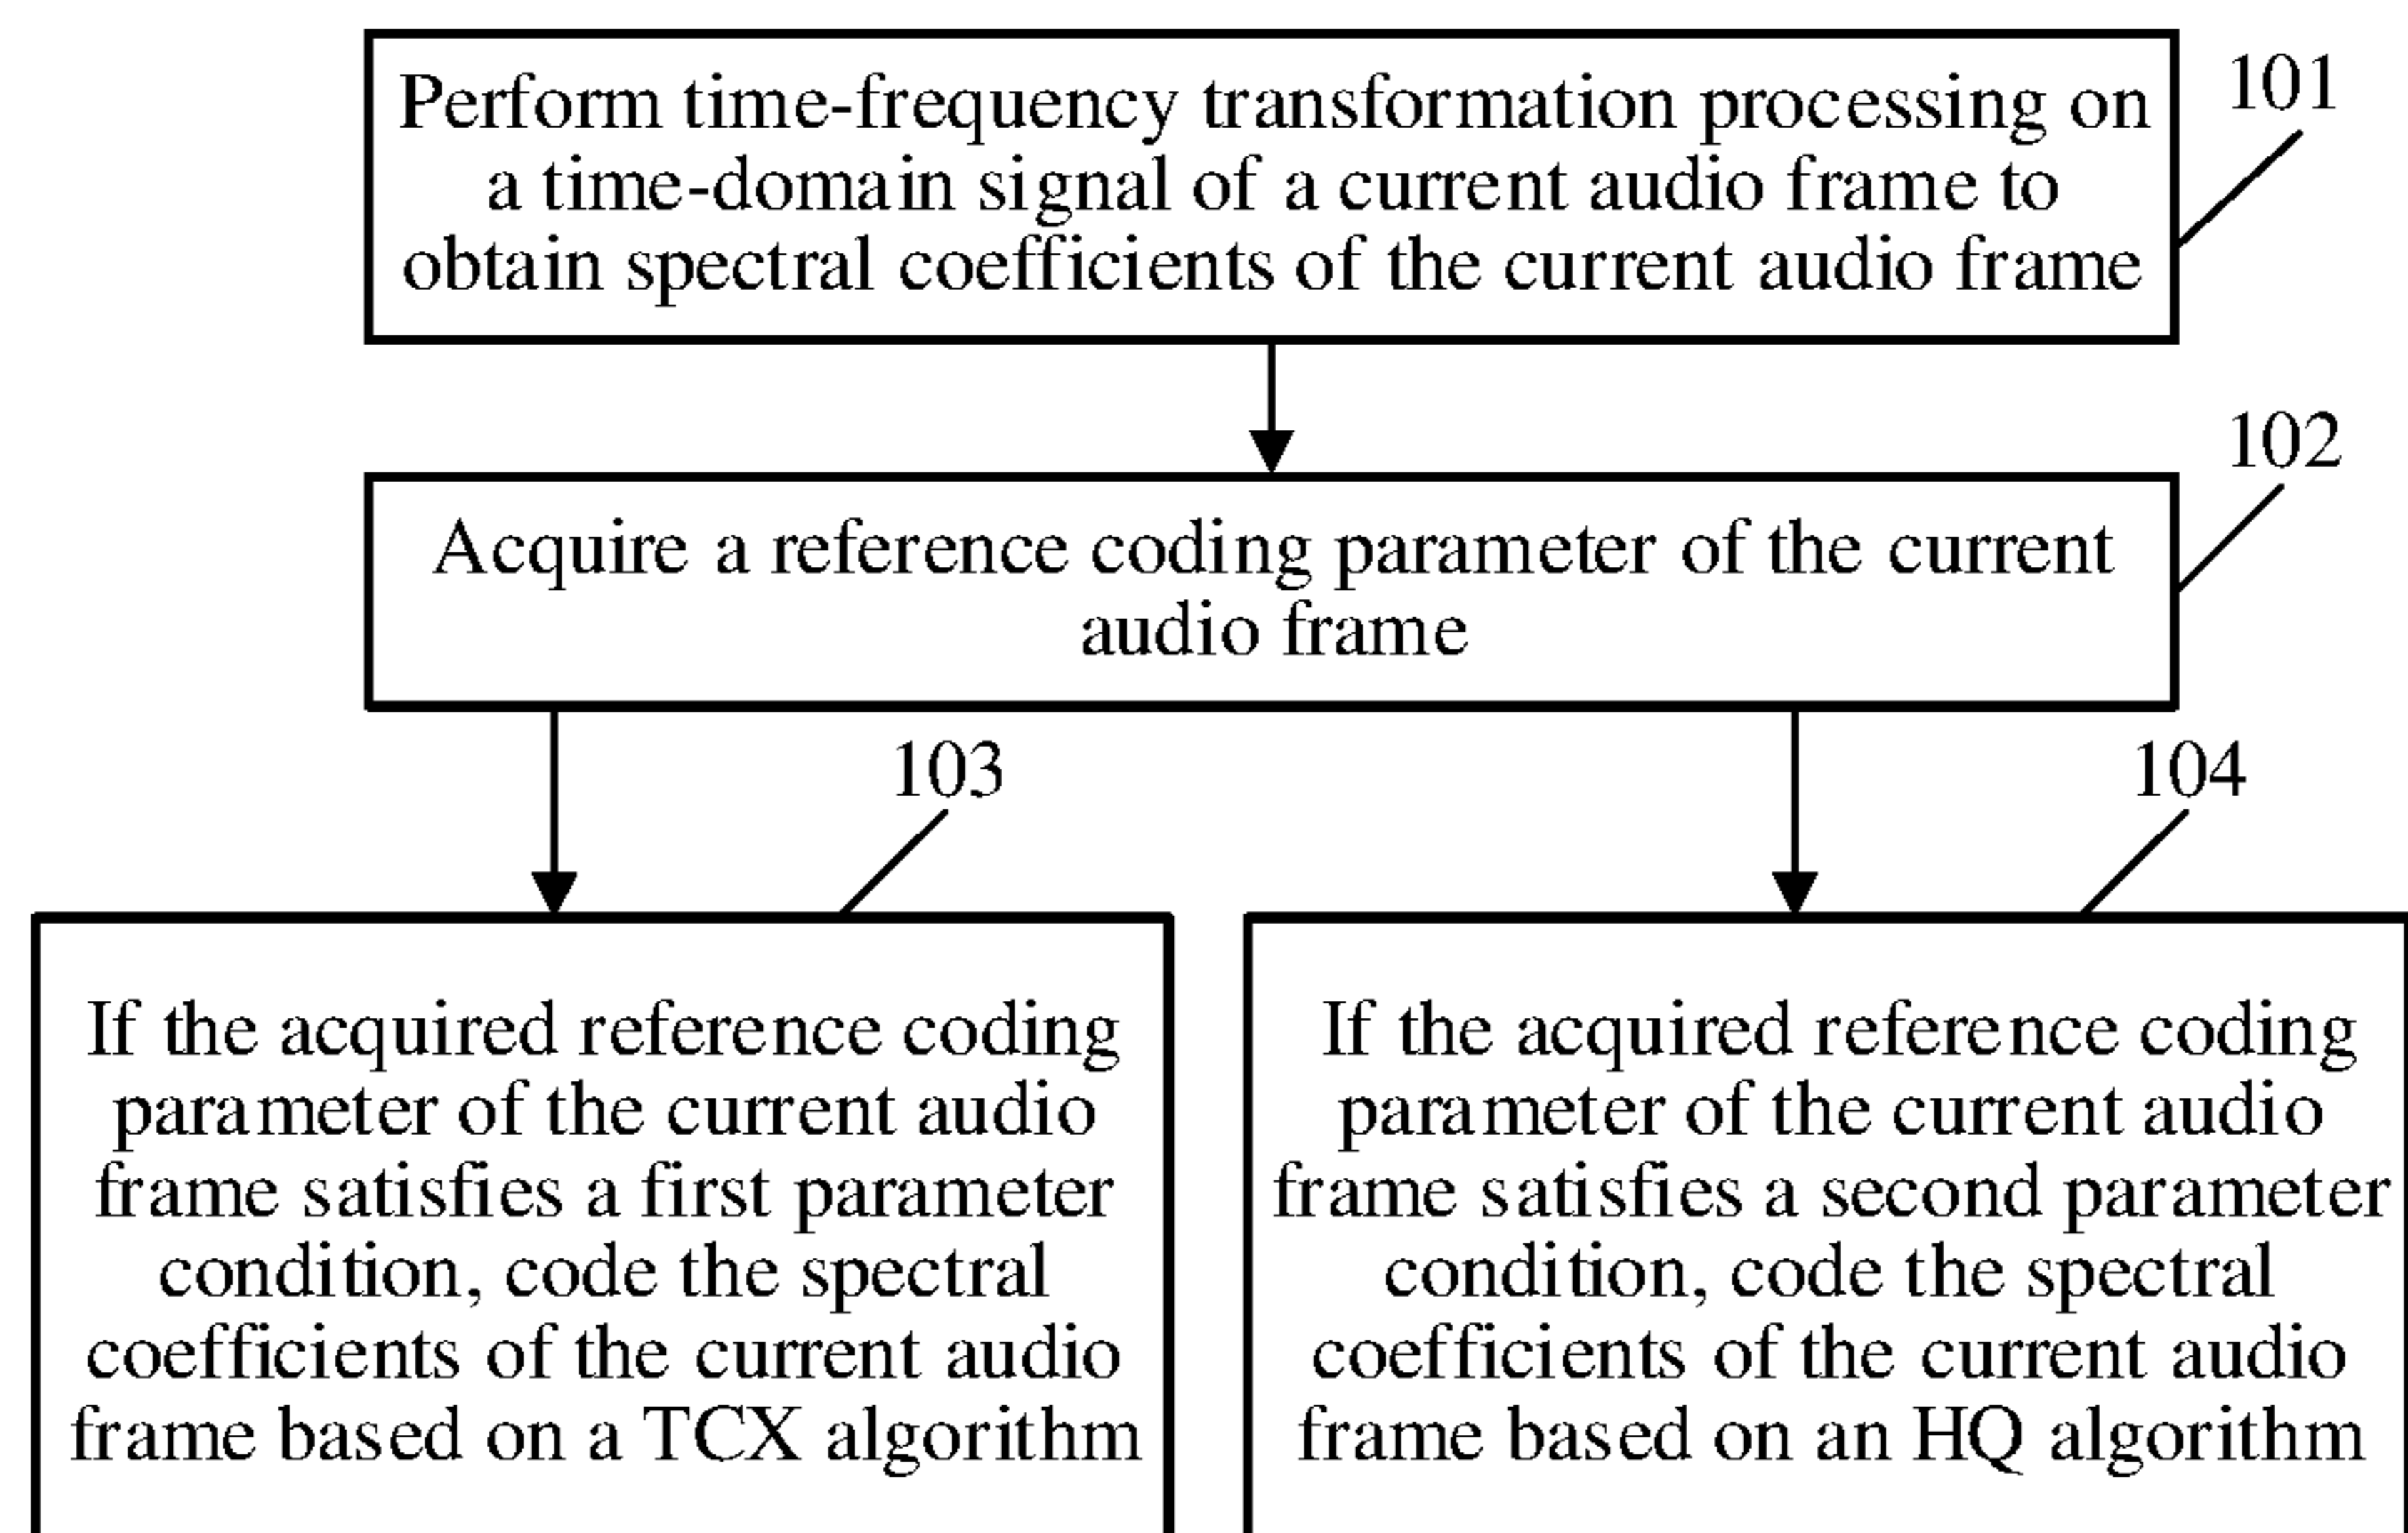 Perform time-frequency transformation processing on
a time-domain signal of a current audio frame to
obtain spectral coefficients of the current audio frame
101
Acquire a reference coding parameter of the current
audio frame
102
103
If the acquired reference coding
parameter of the current audio
frame satisfies a first parameter
condition, code the spectral
coefficients of the current audio
frame based on a TCX algorithm
104
If the acquired reference coding
parameter of the current audio
frame satisfies a second parameter
condition, code the spectral
coefficients of the current audio
frame based on an HQ algorithm